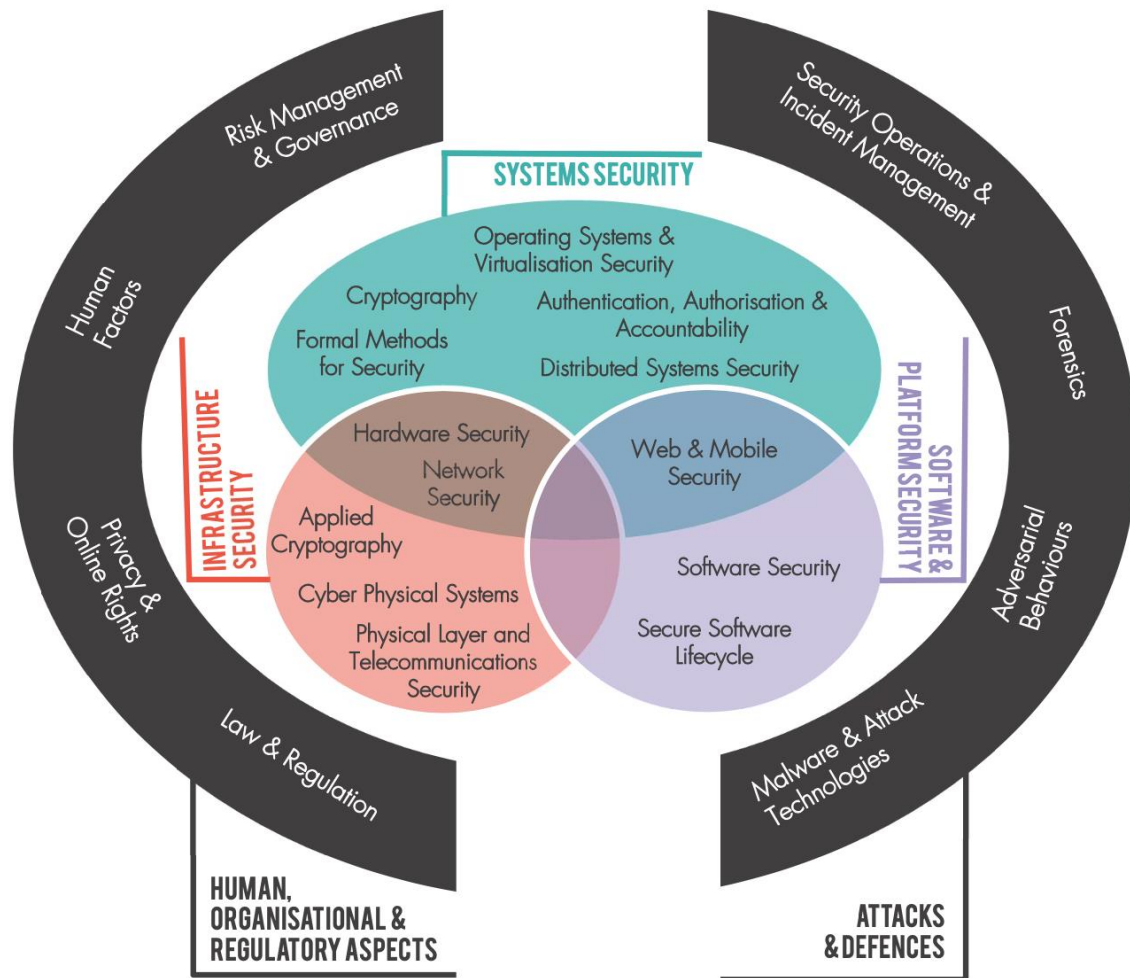 Risk Management
& Governance
Human
Factors
Privacy &
Online Rights
Law & Regulation
HUMAN,
ORGANISATIONAL &
REGULATORY ASPECTS
SYSTEMS SECURITY
Operating Systems &
Virtualisation Security
Cryptography
Authentication, Authorisation &
Accountability
Formal Methods
for Security
Distributed Systems Security
INFRASTRUCTURE
SECURITY
Hardware Security
Network
Security
Applied
Cryptography
Cyber Physical Systems
Physical Layer and
Telecommunications
Security
Web & Mobile
Security
Software Security
Secure Software
Lifecycle
SOFTWARE &
PLATFORM SECURITY
Security Operations &
Incident Management
Forensics
Adversarial
Behaviours
Malware & Attack
Technologies
ATTACKS
& DEFENCES